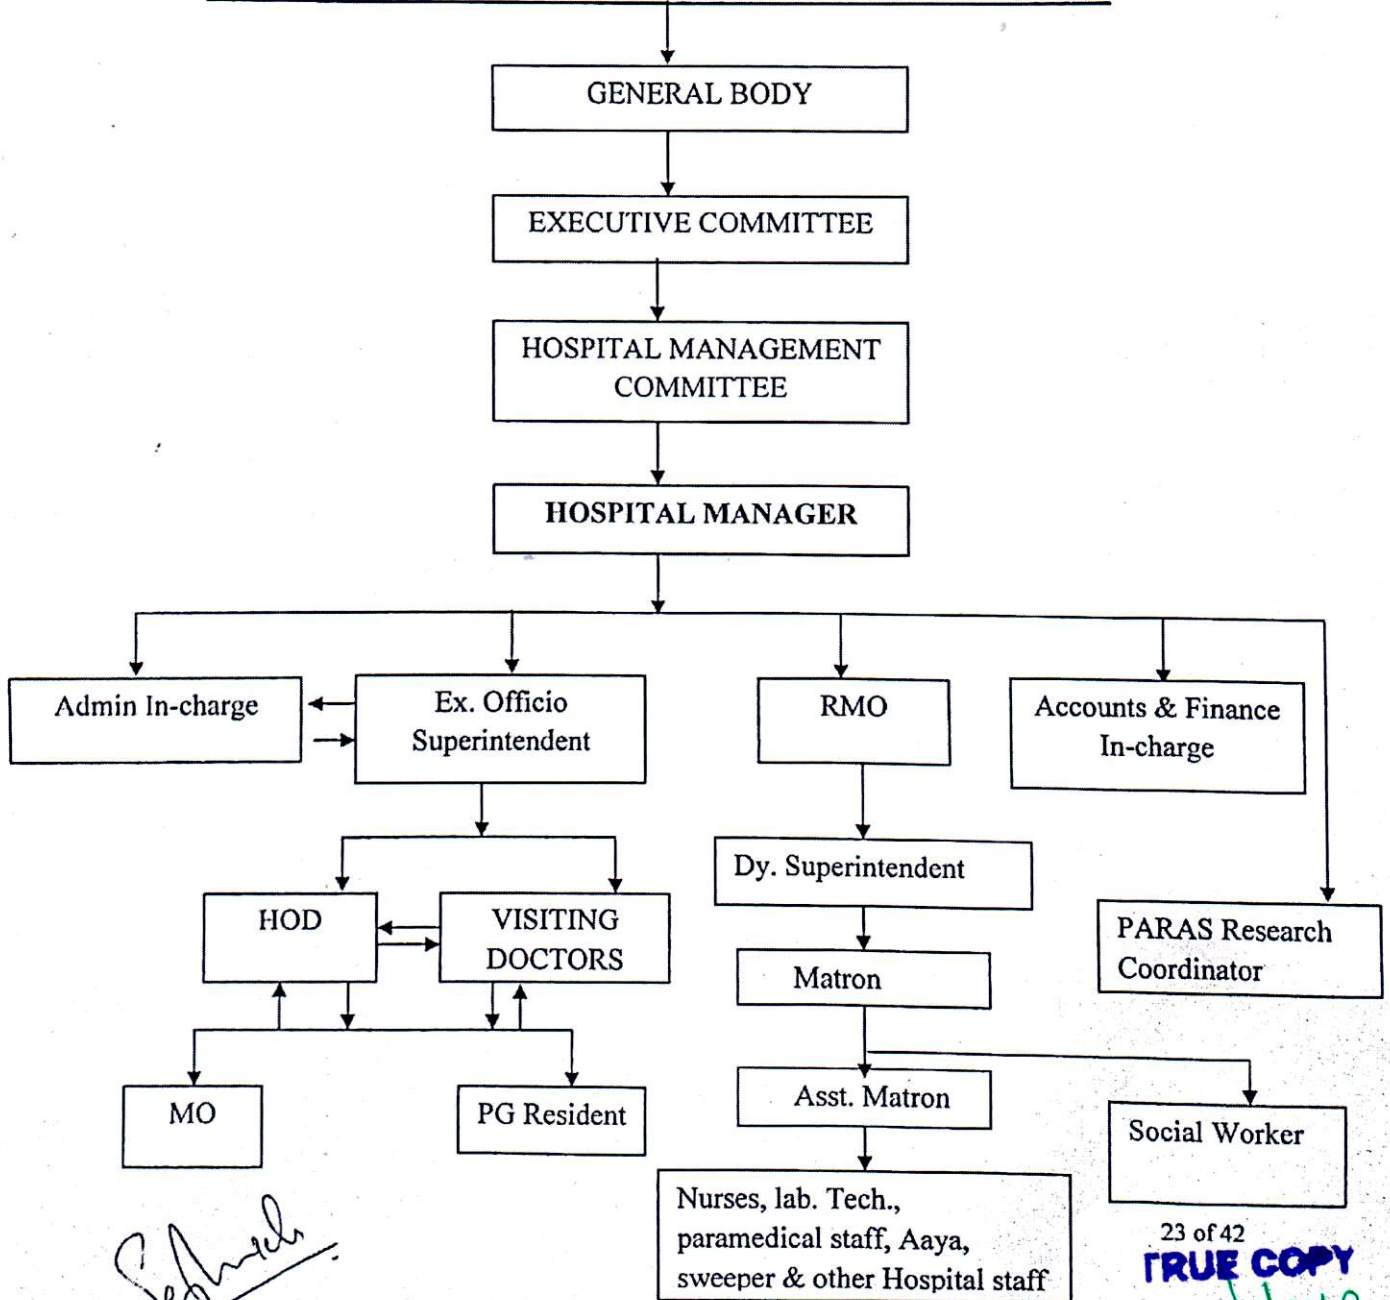 GENERAL BODY
EXECUTIVE COMMITTEE
HOSPITAL MANAGEMENT
COMMITTEE
HOSPITAL MANAGER
Admin In-charge
Ex. Officio
Superintendent
RMO
Accounts & Finance
In-charge
Dy. Superintendent
HOD
VISITING
DOCTORS
PARAS Research
Coordinator
Matron
MO
PG Resident
Asst. Matron
Social Worker
Nurses, lab. Tech.,
paramedical staff, Aaya,
sweeper & other Hospital staff
23 of 42
TRUE COPY